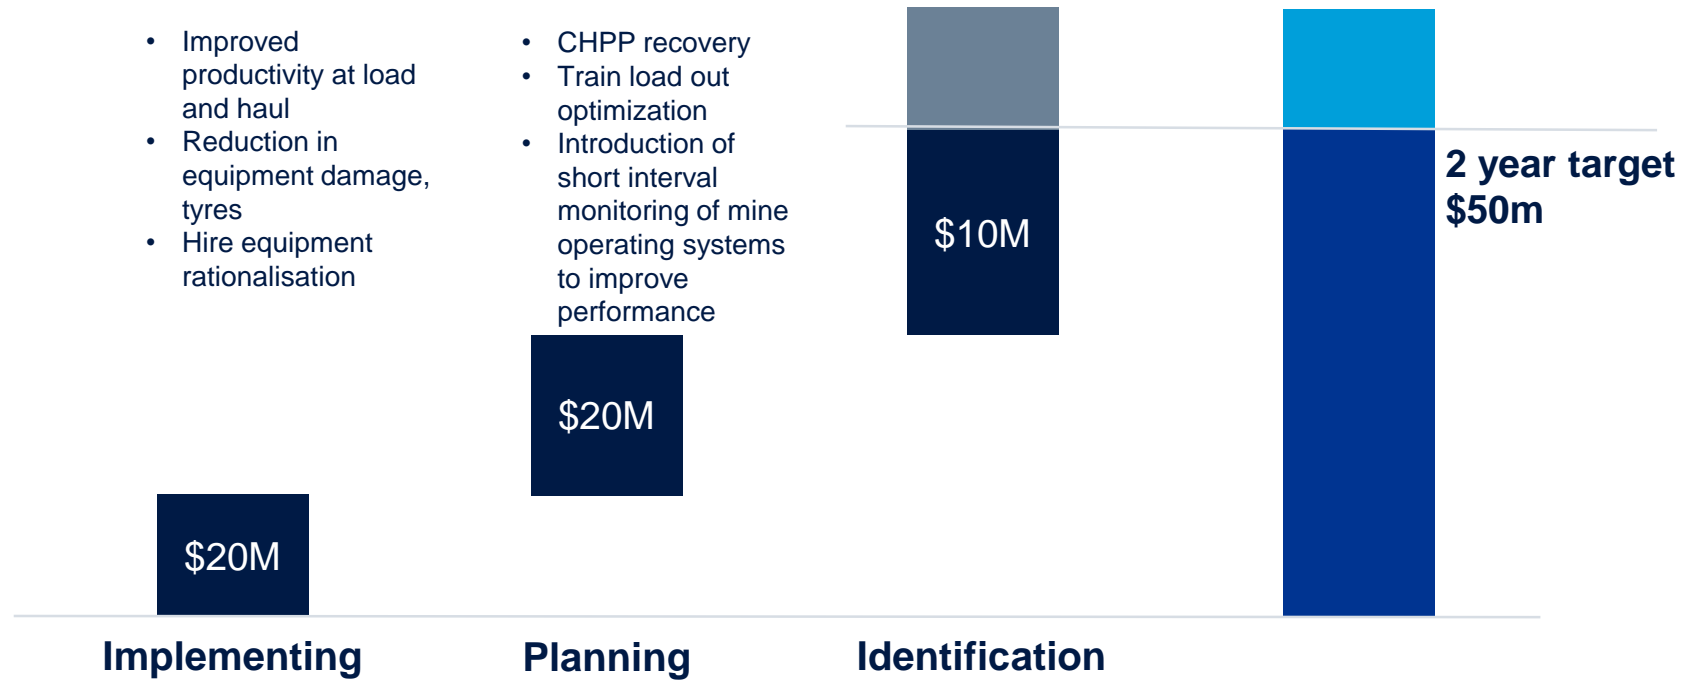 • Improved
productivity at load
and haul
• Reduction in
equipment damage,
tyres
• Hire equipment
rationalisation
• CHPP recovery
• Train load out
optimization
• Introduction of
short interval
monitoring of mine
operating systems
to improve
performance
$10M
2 year target
$50m
$20M
$20M
Implementing
Planning
Identification